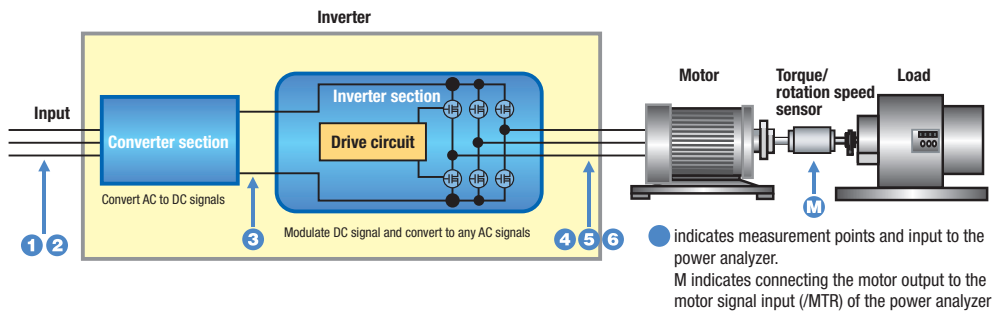 Inverter
Input
Converter section
Convert AC to DC signals
Inverter section
Drive circuit
Modulate DC signal and convert to any AC signals
Motor
Torque/
rotation speed
sensor
Load
1 2
3
4 5 6
M
indicates measurement points and input to the
power analyzer.
M indicates connecting the motor output to the
motor signal input (/MTR) of the power analyzer